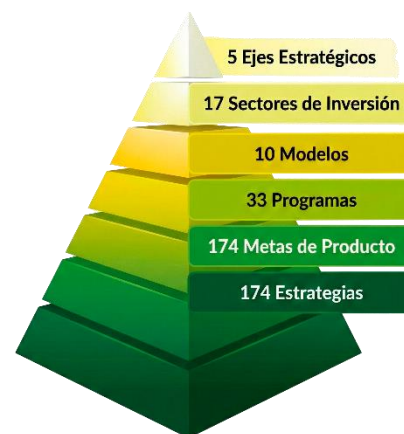 5 Ejes Estratégicos
17 Sectores de Inversión
10 Modelos
33 Programas
174 Metas de Producto
174 Estrategias